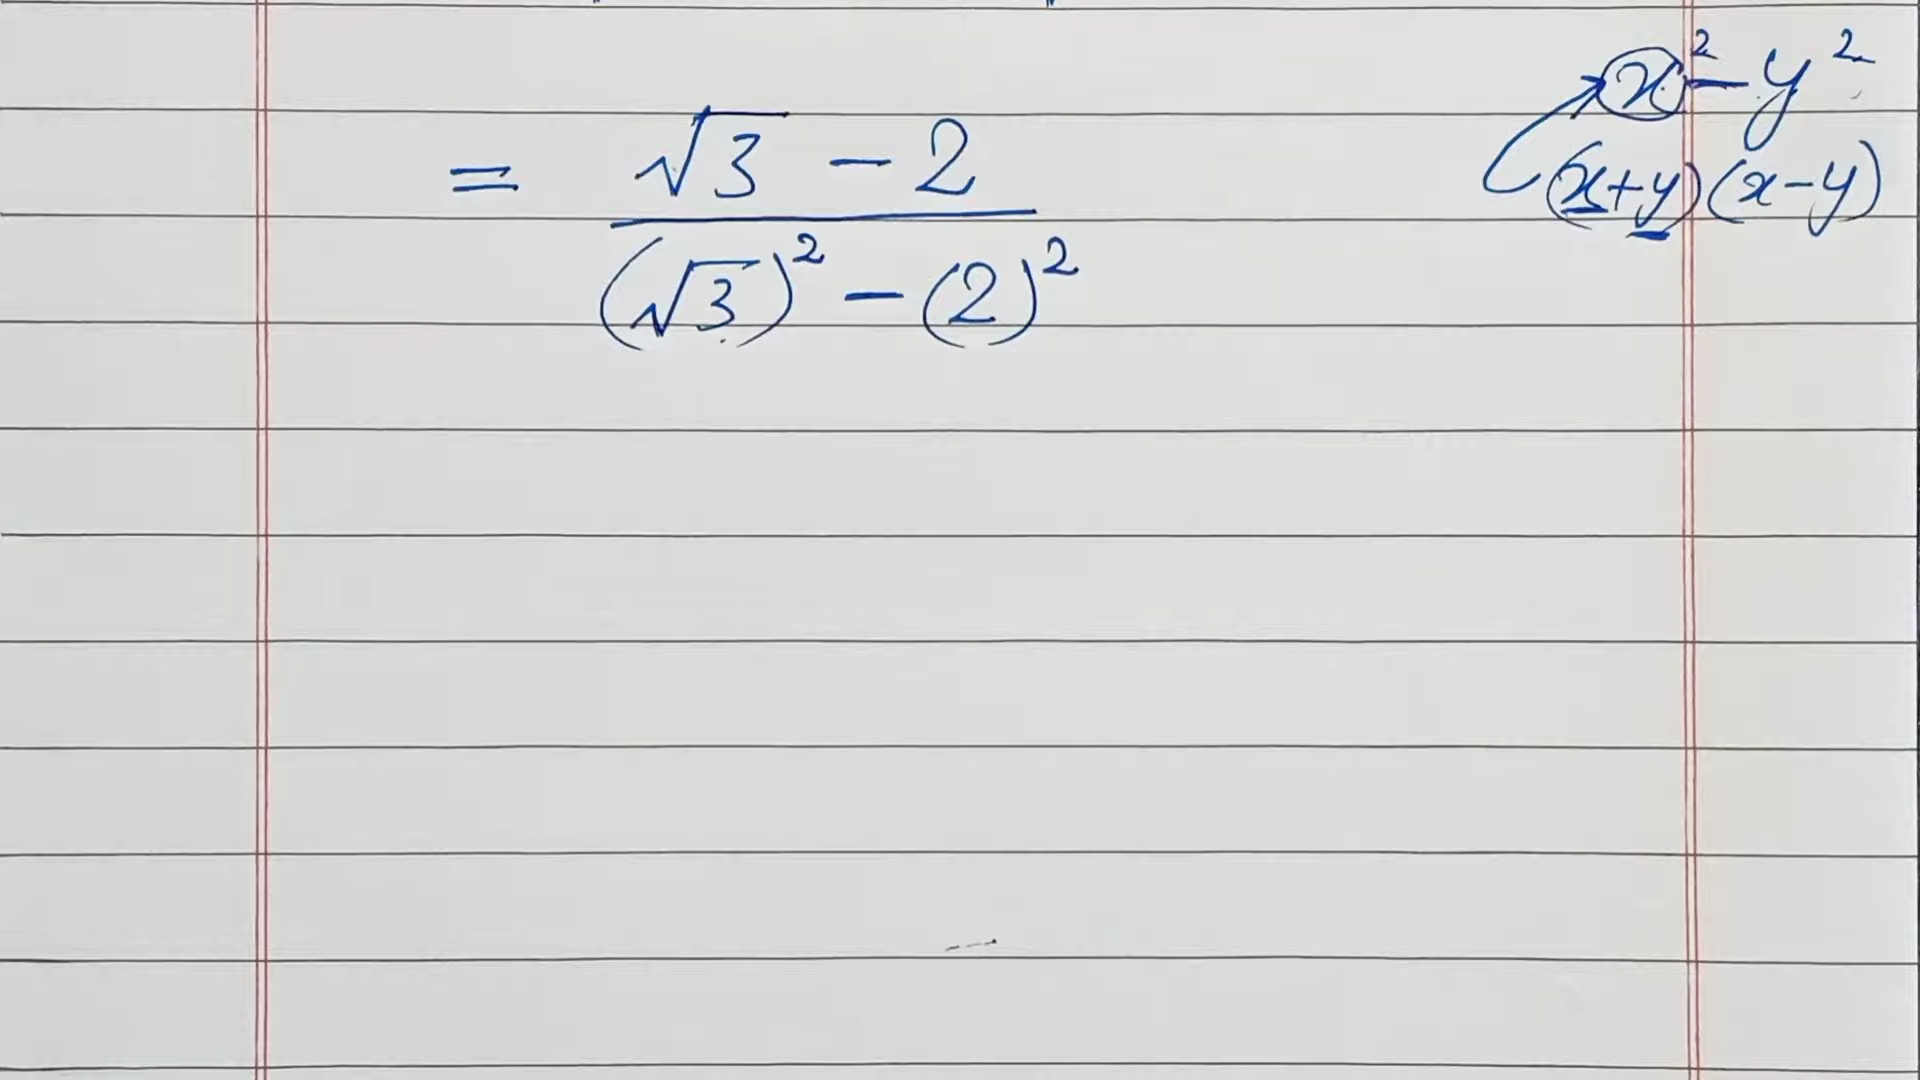 x² - y²
(x+y)(x-y)
= √3 - 2
(√3)² - (2)²